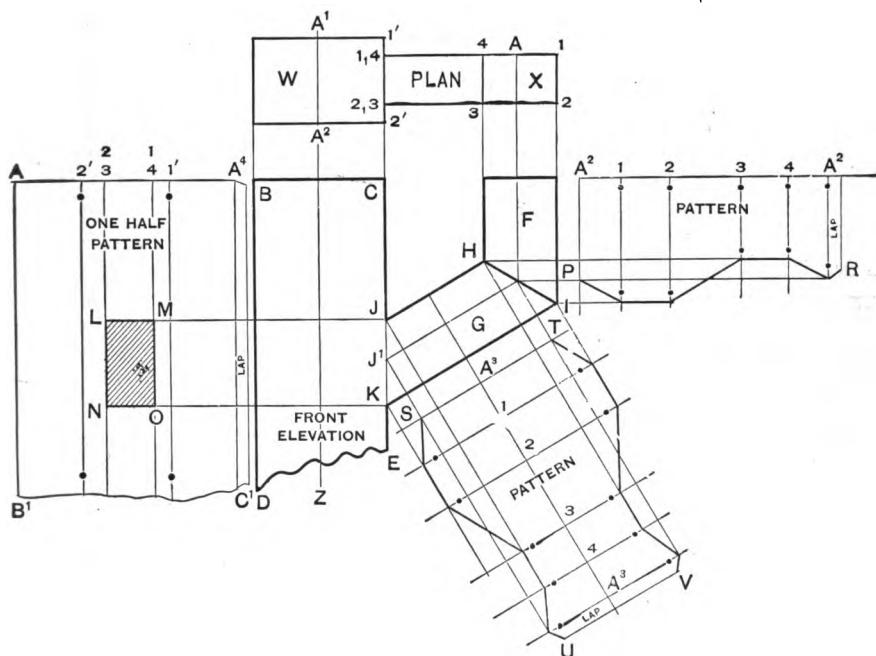 A¹ 1'
4 A 1
1,4
W PLAN X
2,3
3 2
A² 2'
2 1
A 2' 3 4 1' A⁴
B C
ONE HALF
PATTERN
F
A² 1 2 3 4 A²
PATTERN
LAP
H
P R
I
L M J
G T
J¹
A³
K S
N O
LAP
FRONT
ELEVATION
1
E
2
PATTERN
B¹ C¹ D Z
3
4
A³
LAP
V
U